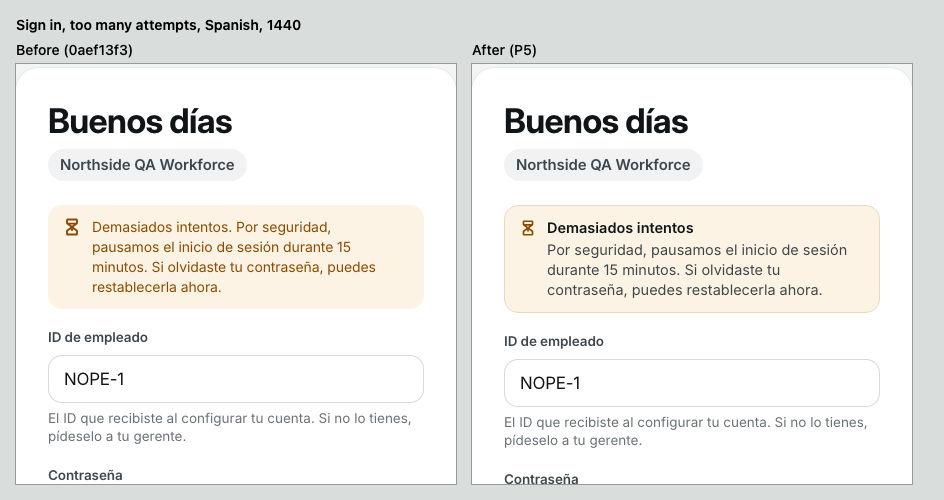 Sign in, too many attempts, Spanish, 1440
Before (0aef13f3)
Buenos días
Northside QA Workforce
Demasiados intentos. Por seguridad,
pausamos el inicio de sesión durante 15
minutos. Si olvidaste tu contraseña, puedes
restablecerla ahora.
ID de empleado
NOPE-1
El ID que recibiste al configurar tu cuenta. Si no lo tienes,
pídeselo a tu gerente.
Contraseña
After (P5)
Buenos días
Northside QA Workforce
Demasiados intentos
Por seguridad, pausamos el inicio de sesión
durante 15 minutos. Si olvidaste tu
contraseña, puedes restablecerla ahora.
ID de empleado
NOPE-1
El ID que recibiste al configurar tu cuenta. Si no lo tienes,
pídeselo a tu gerente.
Contraseña